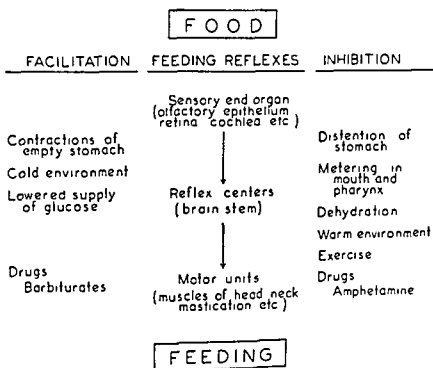 FOOD
FACILITATION
FEEDING REFLEXES
INHIBITION
Sensory end organ
(olfactory epithelium
retina cochlea etc)
Contractions of
empty stomach
Cold environment
Lowered supply
of glucose
Reflex centers
(brain stem)
Distention of
stomach
Metering in
mouth and
pharynx
Dehydration
Warm environment
Exercise
Drugs
Barbiturates
Motor units
(muscles of head neck
mastication etc)
Drugs
Amphetamine
FEEDING